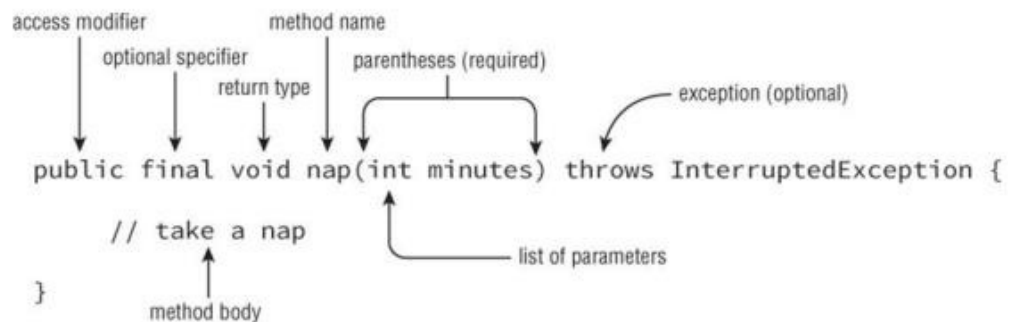 access modifier
method name
optional specifier
parentheses (required)
return type
exception (optional)
public final void nap(int minutes) throws InterruptedException {
// take a nap
list of parameters
}
method body